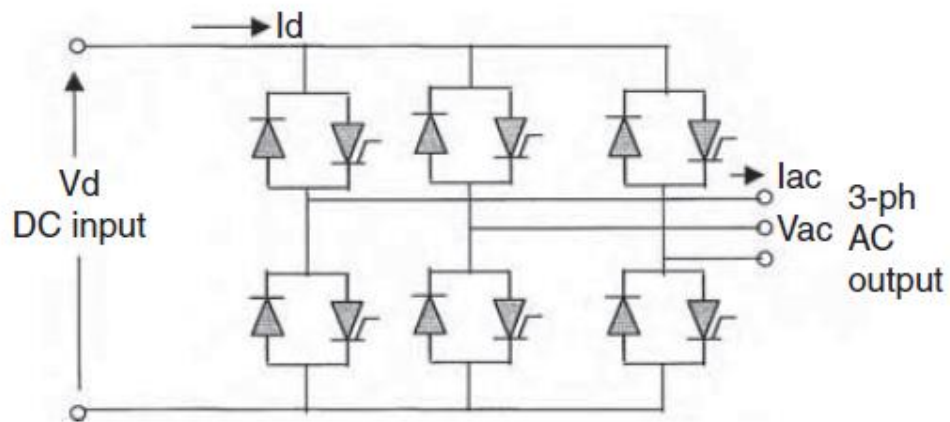 Id
Vd
DC input
Iac
Vac
3-ph
AC
output